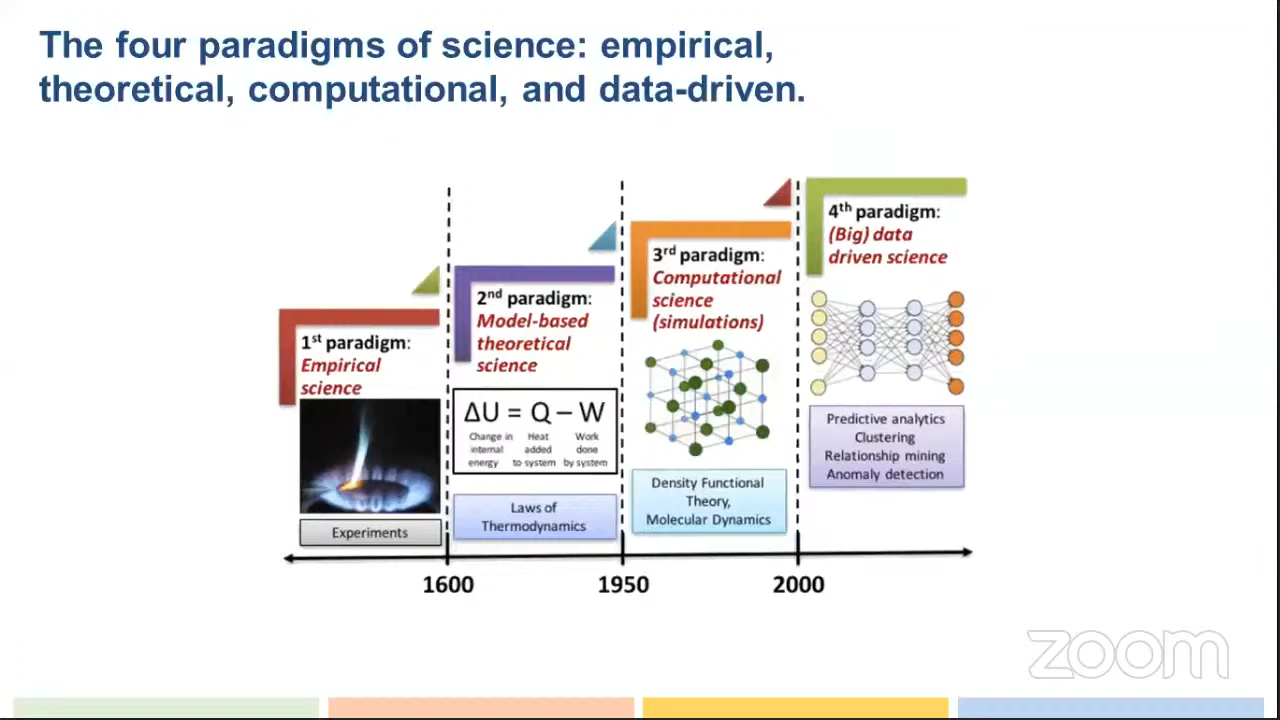 The four paradigms of science: empirical,
theoretical, computational, and data-driven.
1st paradigm:
Empirical
science
Experiments
2nd paradigm:
Model-based
theoretical
science
ΔU = Q – W
Change in internal energy
Heat added to system
Work done by system
Laws of
Thermodynamics
3rd paradigm:
Computational
science
(simulations)
Density Functional
Theory,
Molecular Dynamics
4th paradigm:
(Big) data
driven science
Predictive analytics
Clustering
Relationship mining
Anomaly detection
1600
1950
2000
zoom